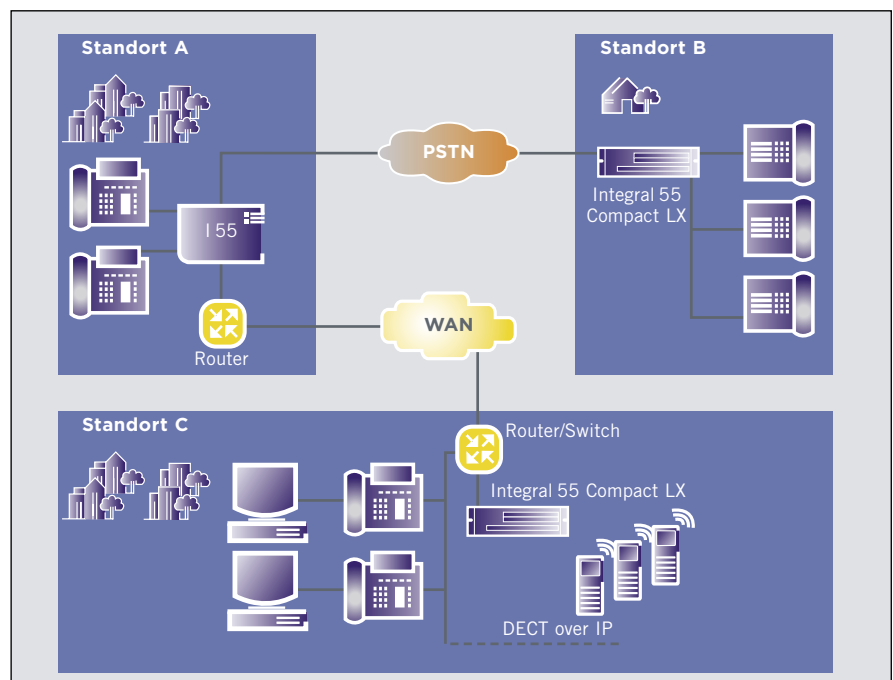 Standort A
Standort B
PSTN
Integral 55
Compact LX
I 55
WAN
Router
Standort C
Router/Switch
Integral 55 Compact LX
DECT over IP